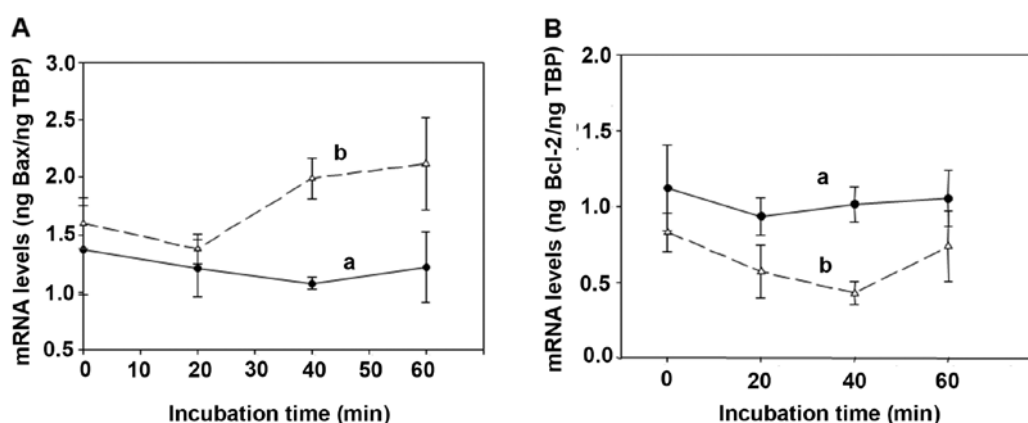 A
mRNA levels (ng Bax/ng TBP)
3.0
2.5
2.0
1.5
1.0
0.5
b
a
0 10 20 30 40 50 60
Incubation time (min)
B
mRNA levels (ng Bcl-2/ng TBP)
2.0
1.5
1.0
0.5
0.0
a
b
0 20 40 60
Incubation time (min)